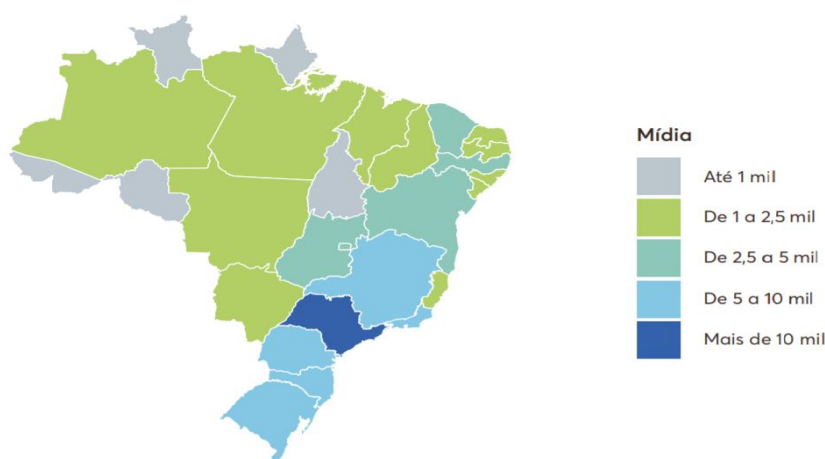 Mídia
Até 1 mil
De 1 a 2,5 mil
De 2,5 a 5 mil
De 5 a 10 mil
Mais de 10 mil